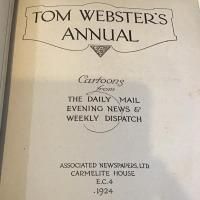 TOM WEBSTER'S
ANNUAL
Cartoons
from
THE DAILY MAIL
EVENING NEWS &
WEEKLY DISPATCH
ASSOCIATED NEWSPAPERS, LTD
CARMELITE HOUSE
E.C.4
1924